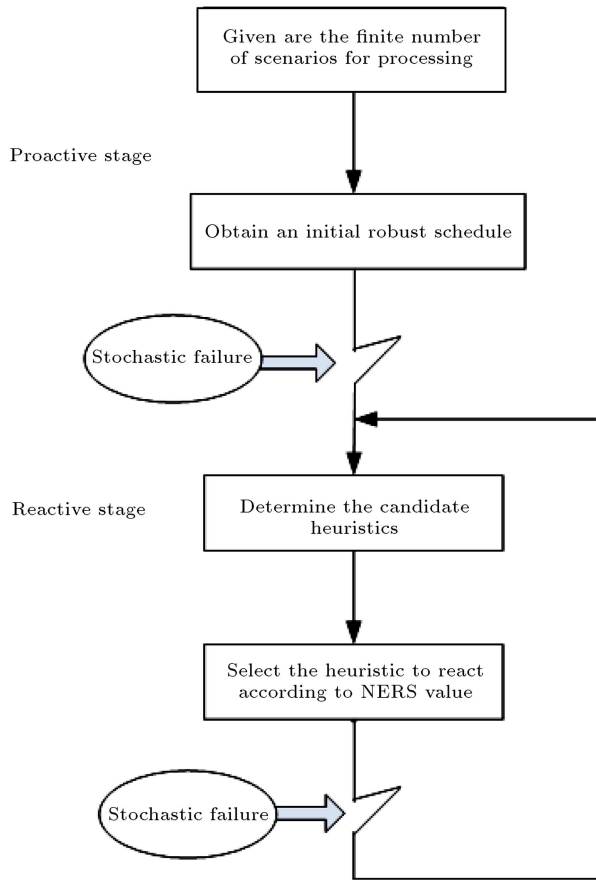 Given are the finite number
of scenarios for processing
Proactive stage
Obtain an initial robust schedule
Stochastic failure
Reactive stage
Determine the candidate
heuristics
Select the heuristic to react
according to NERS value
Stochastic failure